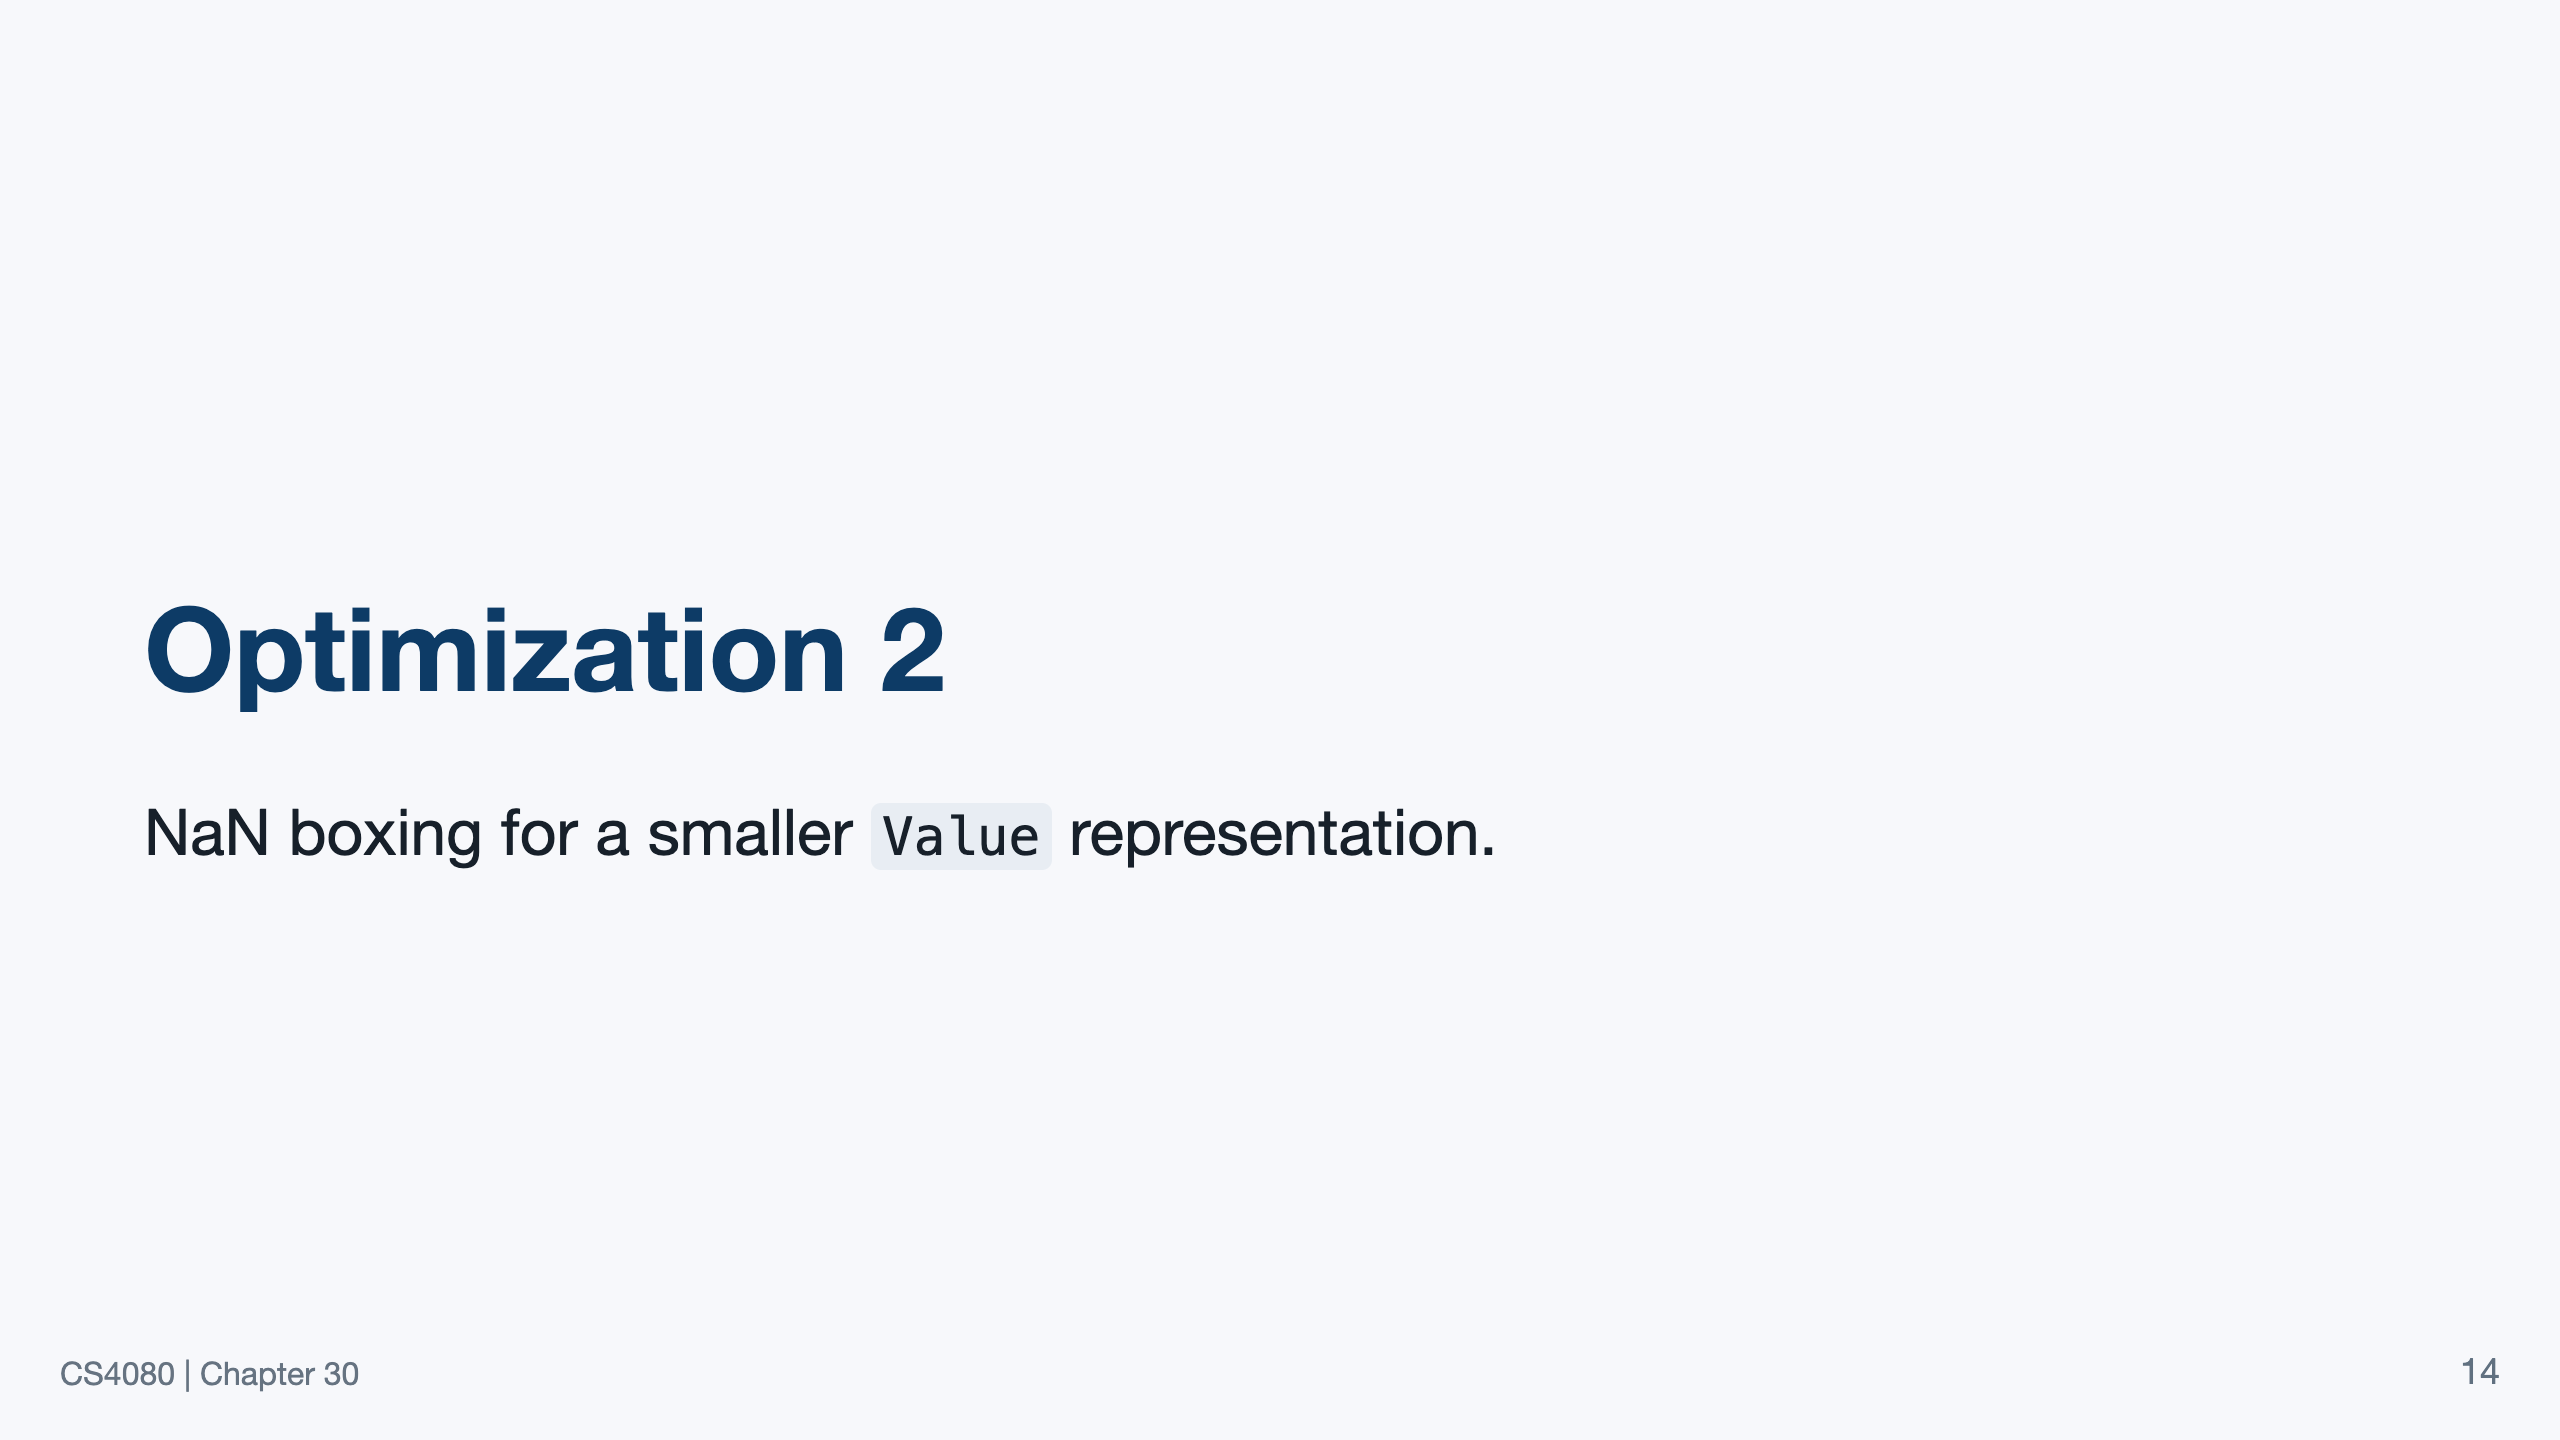 Optimization 2
NaN boxing for a smaller Value representation.
CS4080 | Chapter 30
14